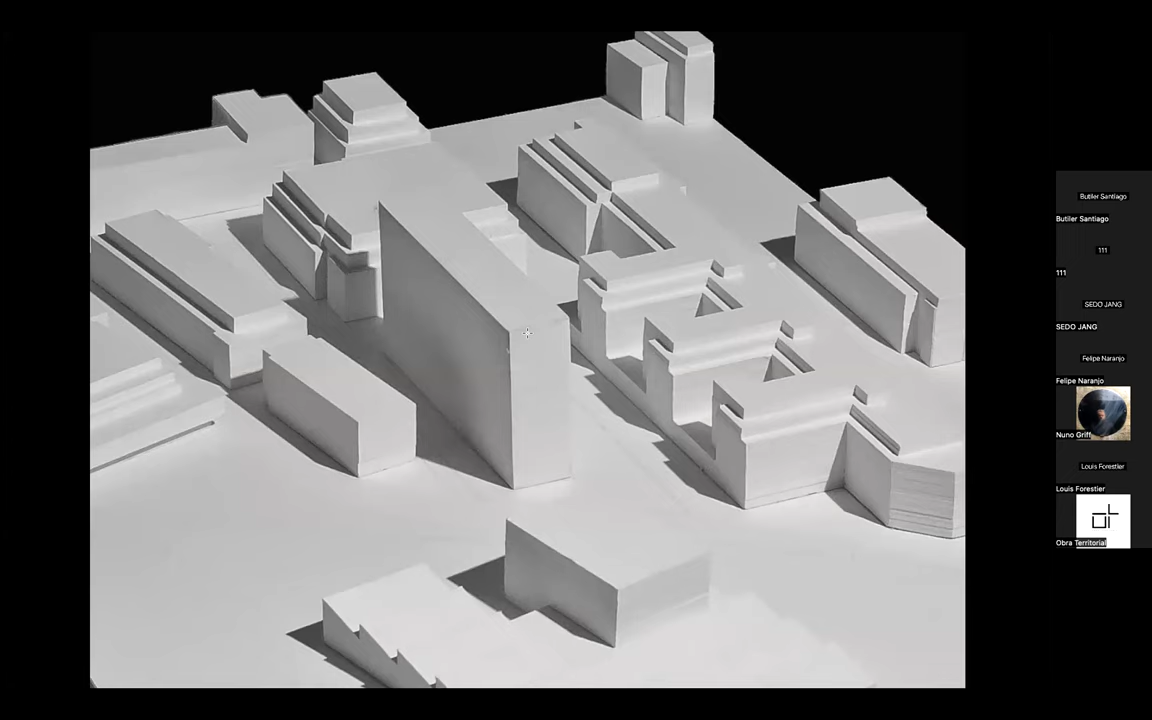 Butiler Santiago
Butiler Santiago
111
111
SEDO JANG
SEDO JANG
Felipe Naranjo
Felipe Naranjo
Nuno Griff
Louis Forestier
Louis Forestier
Obra Territorial